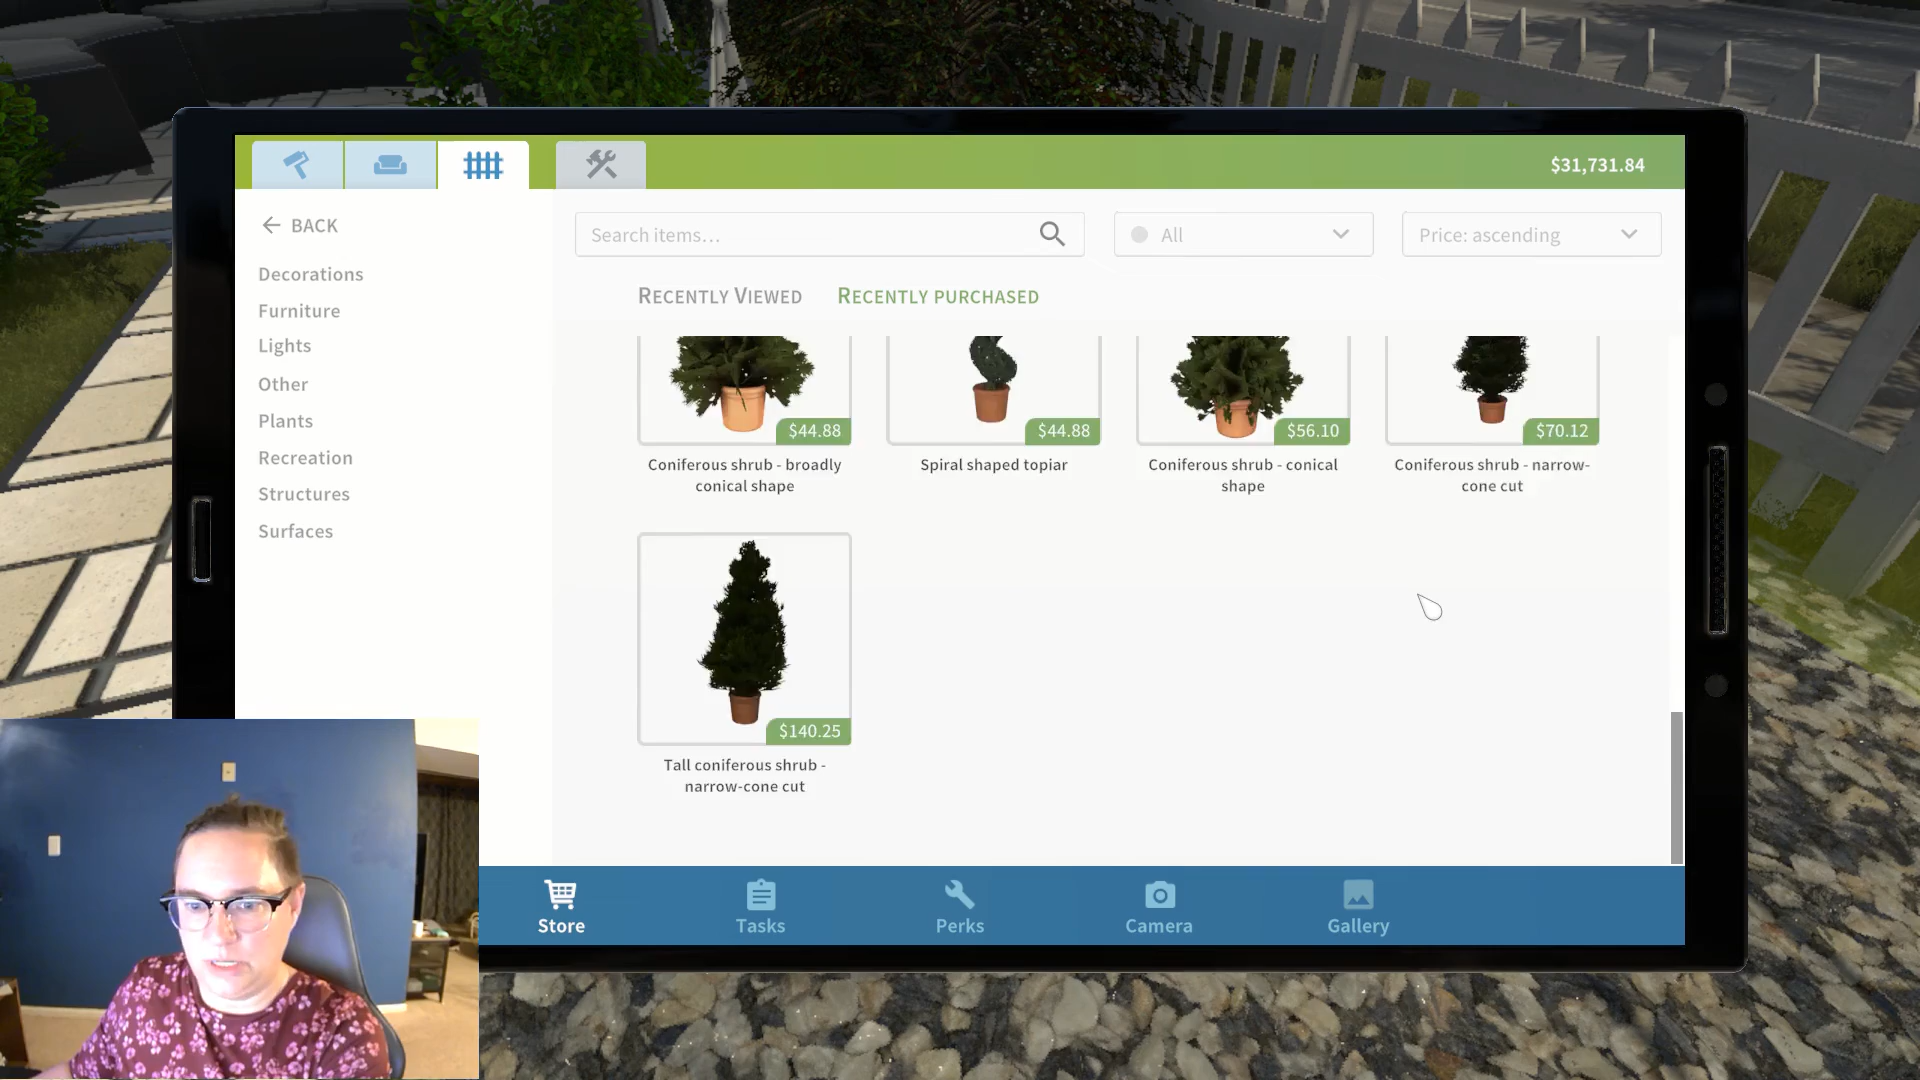 $31,731.84
BACK
Search items...
All
Price: ascending
Decorations
Furniture
Lights
Other
Plants
Recreation
Structures
Surfaces
RECENTLY VIEWED
RECENTLY PURCHASED
$44.88
$44.88
$56.10
$70.12
Coniferous shrub - broadly
conical shape
Spiral shaped topiar
Coniferous shrub - conical
shape
Coniferous shrub - narrow-
cone cut
$140.25
Tall coniferous shrub -
narrow-cone cut
Store
Tasks
Perks
Camera
Gallery